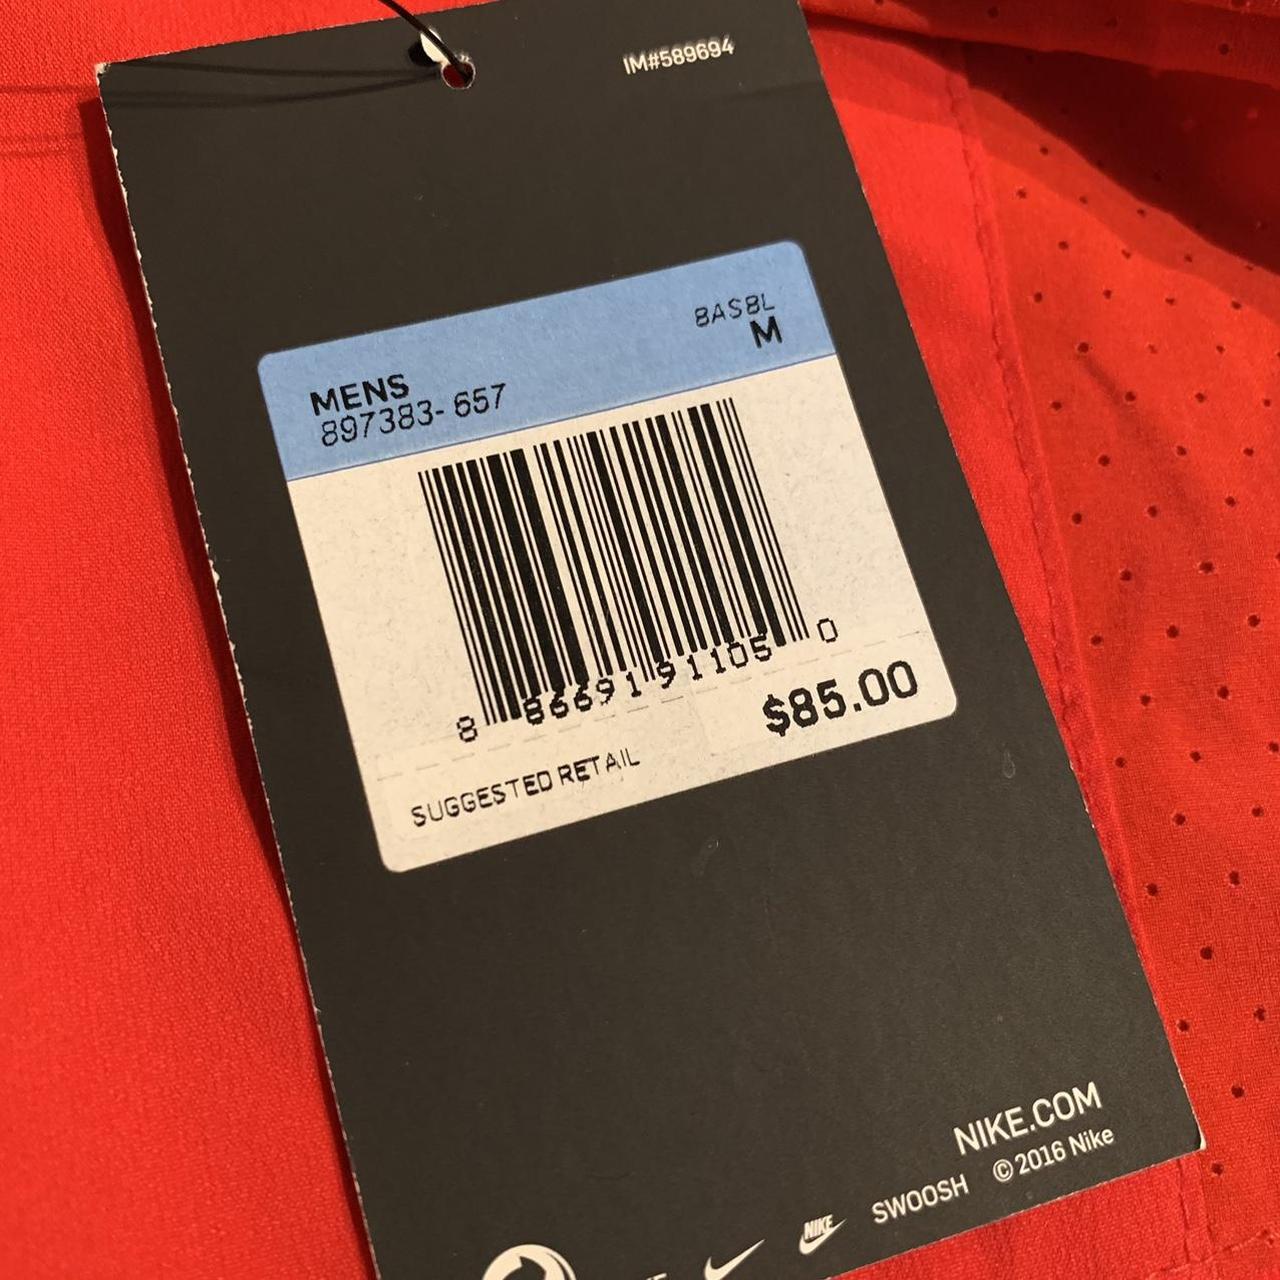 IM#589694
BASBL
M
MENS
897383-657
8 86691 91105 0
$85.00
SUGGESTED RETAIL
NIKE.COM
©2016 Nike
SWOOSH
NIKE